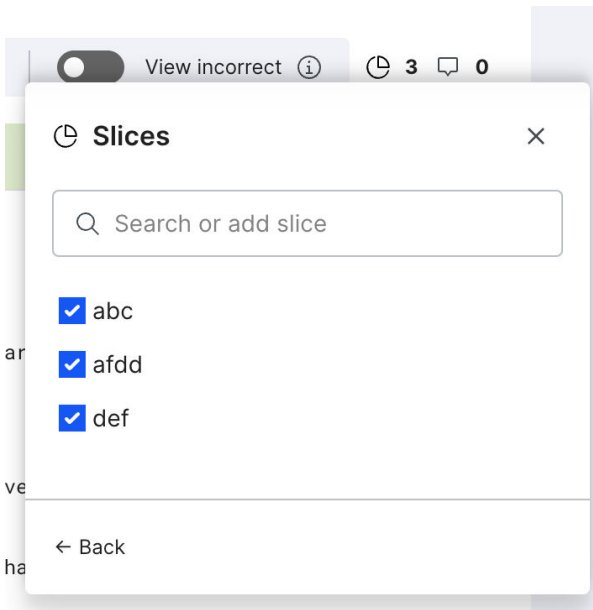 View incorrect 3 0
Slices
Search or add slice
abc
afdd
def
ar
ve
ha
Back